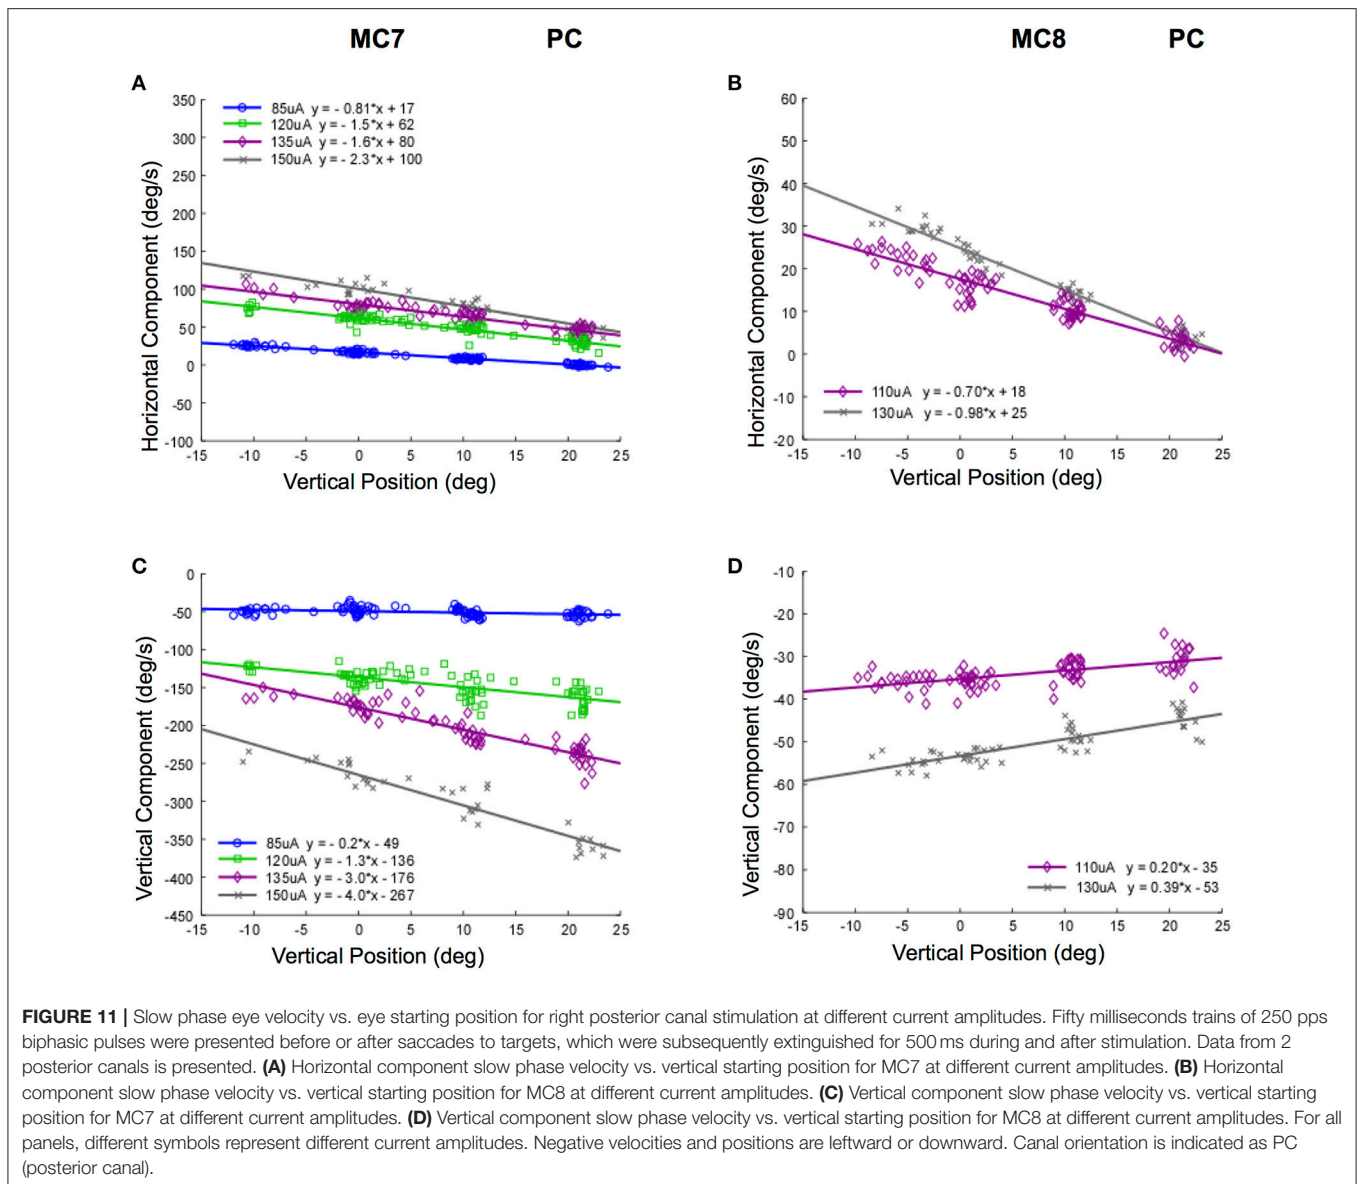 MC7 PC MC8 PC
A
350
300
250
200
150
100
50
0
-50
-100
85uA y = - 0.81*x + 17
120uA y = - 1.5*x + 62
135uA y = - 1.6*x + 80
150uA y = - 2.3*x + 100
Horizontal Component (deg/s)
-15 -10 -5 0 5 10 15 20 25
Vertical Position (deg)
B
60
50
40
30
20
10
0
-10
-20
110uA y = - 0.70*x + 18
130uA y = - 0.98*x + 25
Horizontal Component (deg/s)
-15 -10 -5 0 5 10 15 20 25
Vertical Position (deg)
C
0
-50
-100
-150
-200
-250
-300
-350
-400
-450
85uA y = - 0.2*x - 49
120uA y = - 1.3*x - 136
135uA y = - 3.0*x - 176
150uA y = - 4.0*x - 267
Vertical Component (deg/s)
-15 -10 -5 0 5 10 15 20 25
Vertical Position (deg)
D
-10
-20
-30
-40
-50
-60
-70
-80
-90
110uA y = 0.20*x - 35
130uA y = 0.39*x - 53
Vertical Component (deg/s)
-15 -10 -5 0 5 10 15 20 25
Vertical Position (deg)
FIGURE 11 | Slow phase eye velocity vs. eye starting position for right posterior canal stimulation at different current amplitudes. Fifty milliseconds trains of 250 pps
biphasic pulses were presented before or after saccades to targets, which were subsequently extinguished for 500 ms during and after stimulation. Data from 2
posterior canals is presented. (A) Horizontal component slow phase velocity vs. vertical starting position for MC7 at different current amplitudes. (B) Horizontal
component slow phase velocity vs. vertical starting position for MC8 at different current amplitudes. (C) Vertical component slow phase velocity vs. vertical starting
position for MC7 at different current amplitudes. (D) Vertical component slow phase velocity vs. vertical starting position for MC8 at different current amplitudes. For all
panels, different symbols represent different current amplitudes. Negative velocities and positions are leftward or downward. Canal orientation is indicated as PC
(posterior canal).